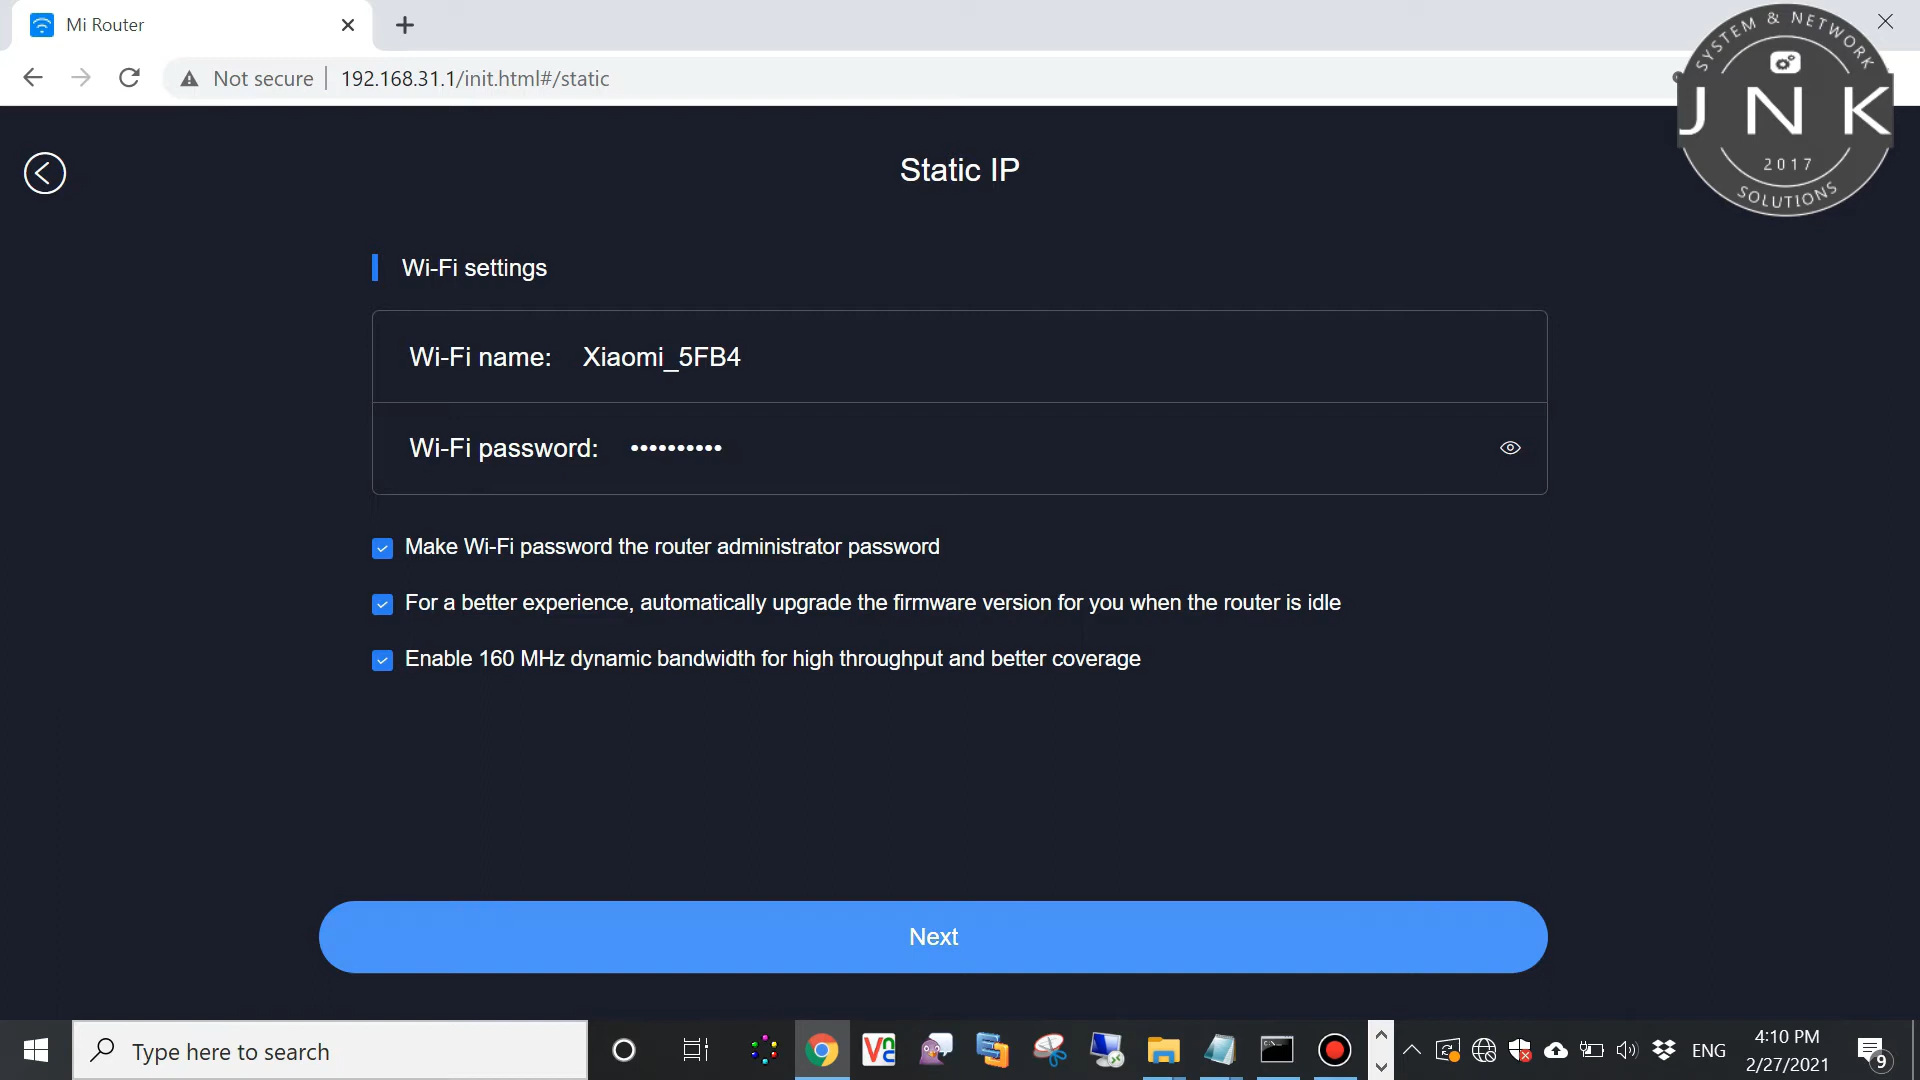 Mi Router
Not secure
192.168.31.1/init.html#/static
SYSTEM & NETWORK
JNK
2017
SOLUTIONS
Static IP
Wi-Fi settings
Wi-Fi name: Xiaomi_5FB4
Wi-Fi password: ••••••••••
Make Wi-Fi password the router administrator password
For a better experience, automatically upgrade the firmware version for you when the router is idle
Enable 160 MHz dynamic bandwidth for high throughput and better coverage
Next
Type here to search
ENG
4:10 PM
2/27/2021
9